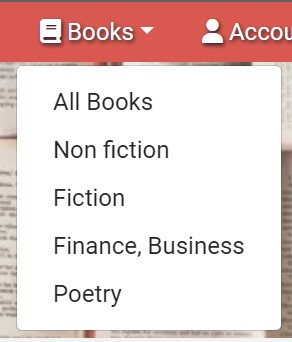 Books Accou
All Books
Non fiction
Fiction
Finance, Business
Poetry